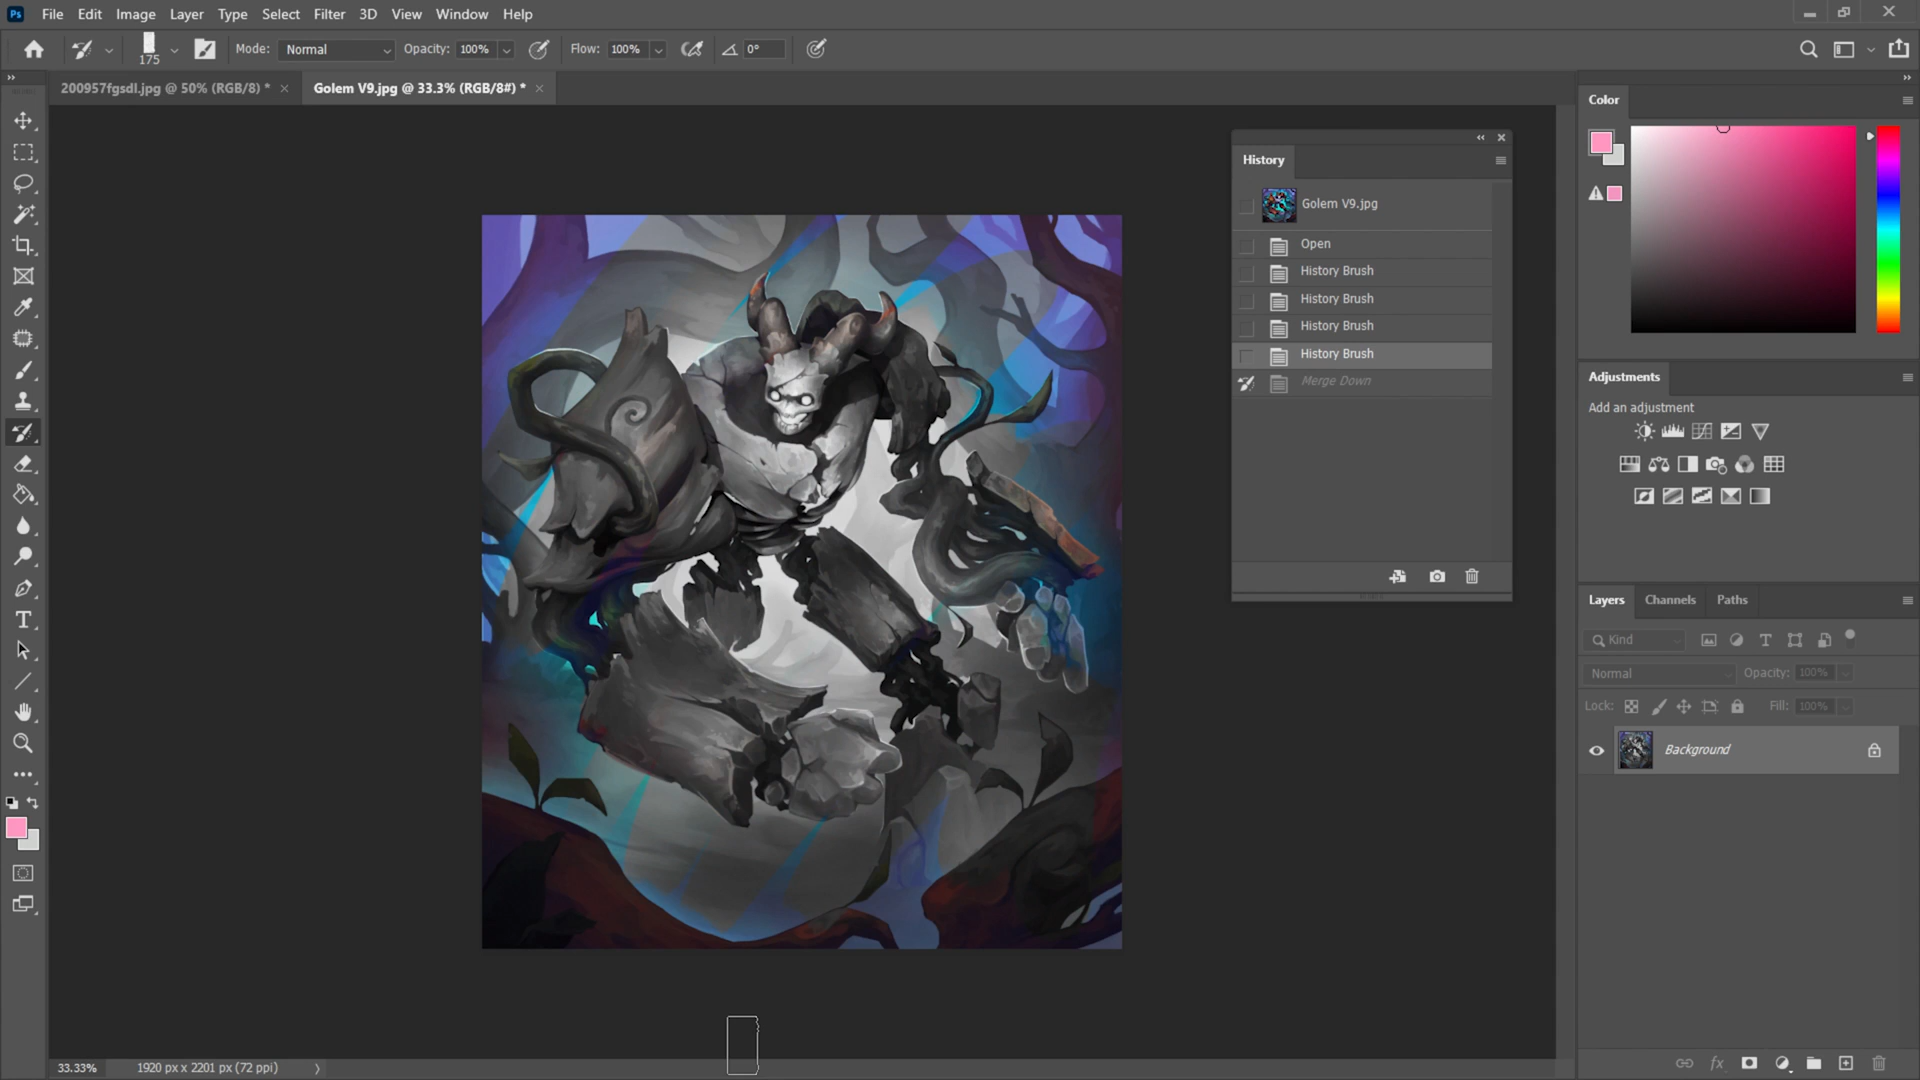 Ps File Edit Image Layer Type Select Filter 3D View Window Help
175 Mode: Normal Opacity: 100% Flow: 100% 0°
200957fgsdl.jpg @ 50% (RGB/8) * Golem V9.jpg @ 33.3% (RGB/8#) *
Color
History
Golem V9.jpg
Open
History Brush
History Brush
History Brush
History Brush
Merge Down
Adjustments
Add an adjustment
Layers Channels Paths
Kind
Normal Opacity: 100%
Lock: Fill: 100%
Background
33.33% 1920 px x 2201 px (72 ppi)